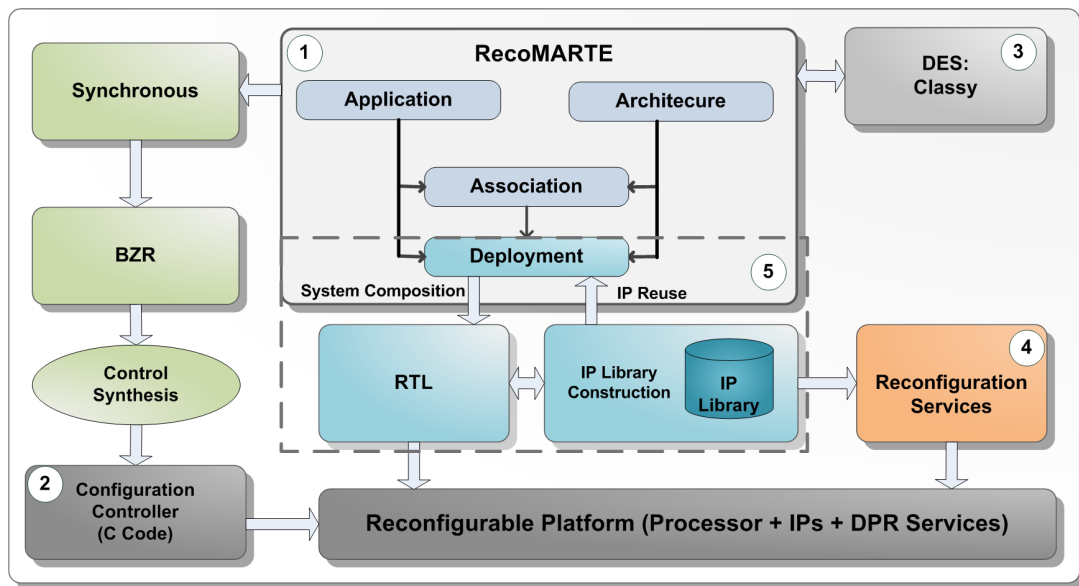 1
RecoMARTE
3
DES:
Classy
Synchronous
Application
Architecure
Association
BZR
Deployment
5
System Composition
IP Reuse
Control
Synthesis
RTL
IP Library
Construction
IP
Library
4
Reconfiguration
Services
2
Configuration
Controller
(C Code)
Reconfigurable Platform (Processor + IPs + DPR Services)